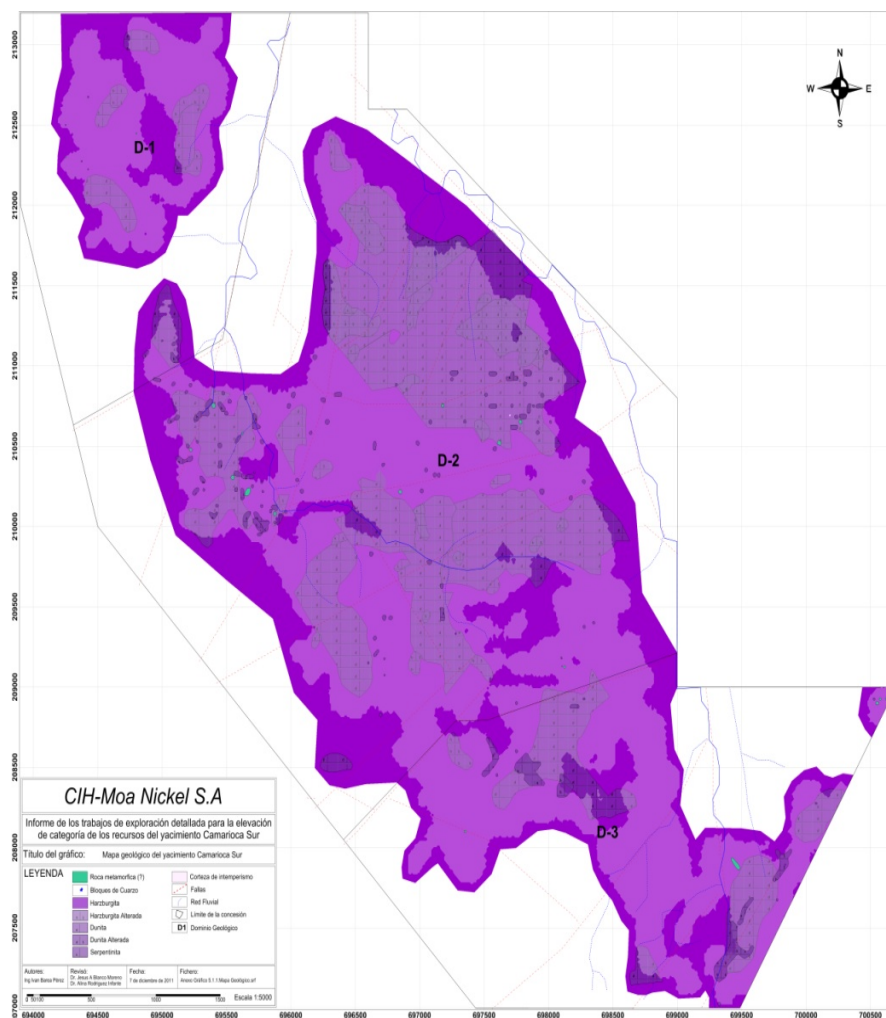 N
W E
S
213000
212500
212000
211500
211000
210500
210000
209500
209000
208500
208000
207500
D-1
D-2
D-3
CIH-Moa Nickel S.A
Informe de los trabajos de exploración detallada para la elevación
de categoría de los recursos del yacimiento Camarioca Sur
Título del gráfico: Mapa geológico del yacimiento Camarioca Sur
LEYENDA
Roca metamorfica (?)
Bloques de Cuarzo
Harzburgita
Harzburgita Alterada
Dunita
Dunita Alterada
Serpentinita
Corteza de intemperismo
Fallas
Red Fluvial
Límite de la concesión
D1 Dominio Geológico
Autores: Revisó: Fecha: Fichero:
7 de diciembre de 2011
Escala 1:5000
694000 694500 695000 695500 696000 696500 697000 697500 698000 698500 699000 699500 700000 700500